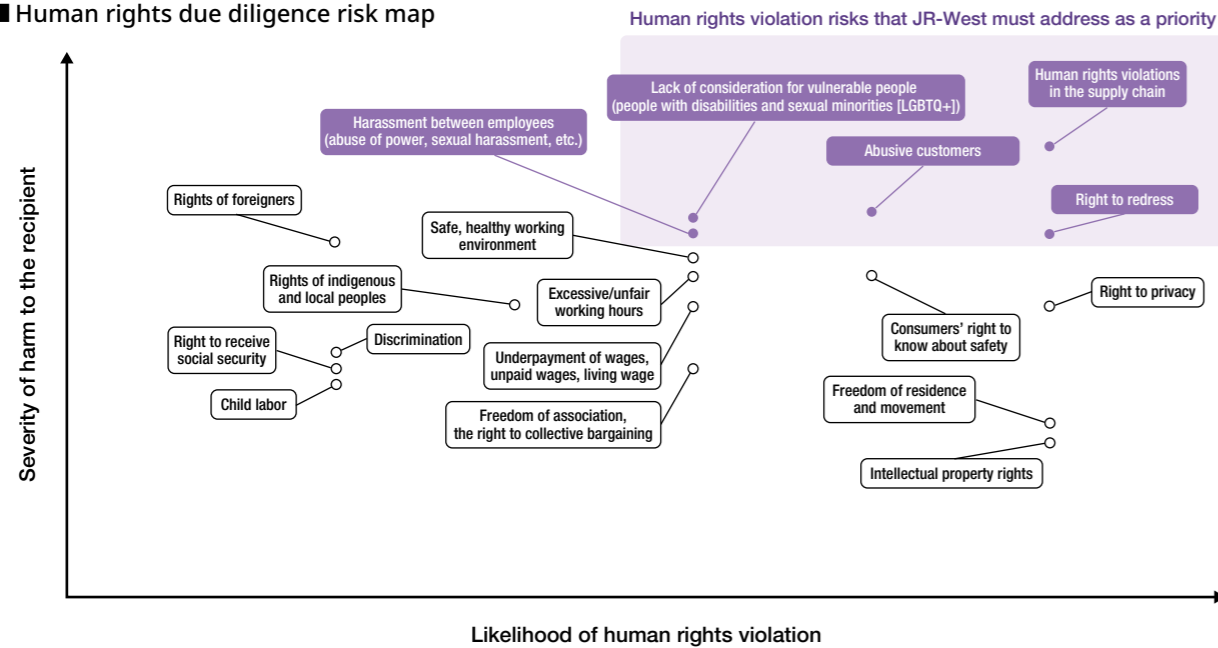 Human rights due diligence risk map
Human rights violation risks that JR-West must address as a priority
Lack of consideration for vulnerable people
(people with disabilities and sexual minorities [LGBTQ+])
Human rights violations
in the supply chain
Harassment between employees
(abuse of power, sexual harassment, etc.)
Abusive customers
Rights of foreigners
Right to redress
Safe, healthy working
environment
Rights of indigenous
and local peoples
Excessive/unfair
working hours
Right to privacy
Right to receive
social security
Discrimination
Consumers’ right to
know about safety
Underpayment of wages,
unpaid wages, living wage
Child labor
Freedom of residence
and movement
Freedom of association,
the right to collective bargaining
Intellectual property rights
Severity of harm to the recipient
Likelihood of human rights violation